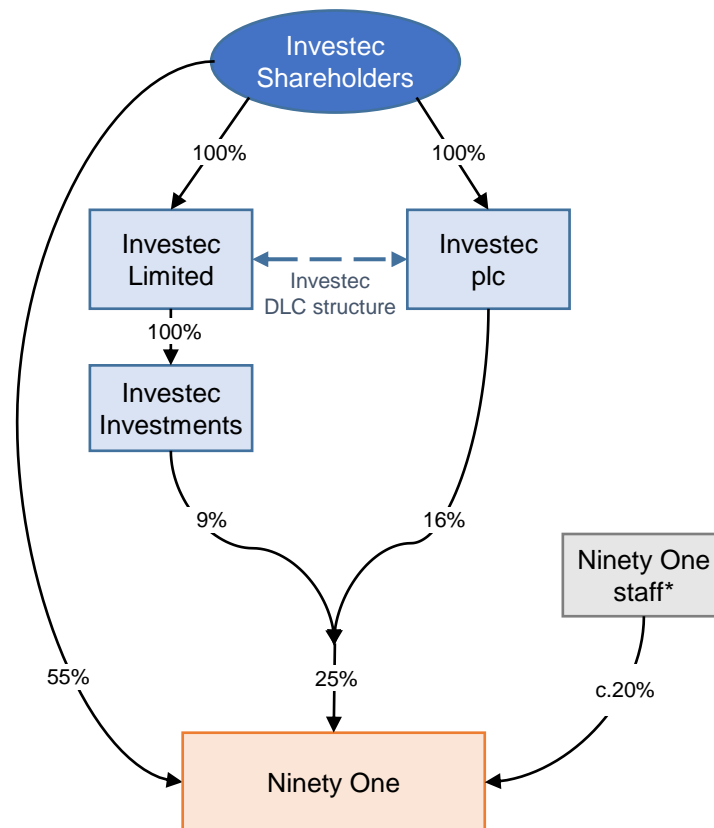 Investec
Shareholders
100%
100%
Investec
Limited
Investec
plc
Investec
DLC structure
100%
Investec
Investments
9%
16%
Ninety One
staff*
55%
25%
c.20%
Ninety One